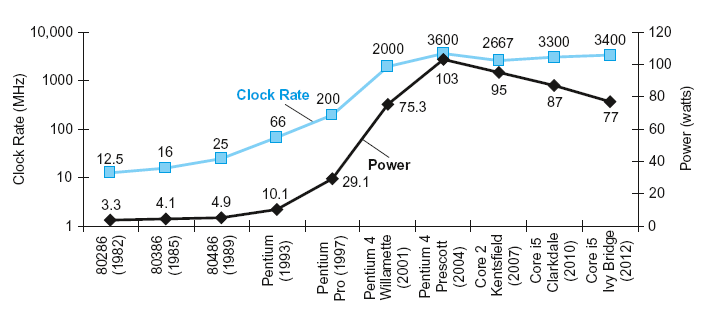 10,000
1000
100
10
1
Clock Rate (MHz)
120
100
80
60
40
20
0
Power (watts)
Clock Rate
Power
12.5
16
25
66
200
2000
3600
2667
3300
3400
3.3
4.1
4.9
10.1
29.1
75.3
103
95
87
77
80286
(1982)
80386
(1985)
80486
(1989)
Pentium
(1993)
Pentium
Pro (1997)
Pentium 4
Willamette
(2001)
Pentium 4
Prescott
(2004)
Core 2
Kentsfield
(2007)
Core i5
Clarkdale
(2010)
Core i5
Ivy Bridge
(2012)